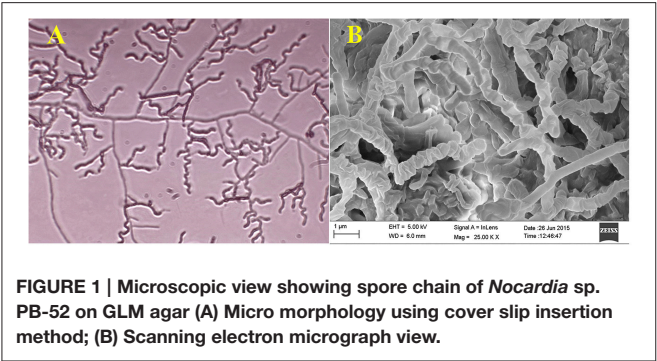 A
B
1 µm
EHT = 5.00 kV Signal A = InLens Date :26 Jun 2015
WD = 6.0 mm Mag = 25.00 K X Time :12:46:47
ZEISS
FIGURE 1 | Microscopic view showing spore chain of Nocardia sp.
PB-52 on GLM agar (A) Micro morphology using cover slip insertion
method; (B) Scanning electron micrograph view.